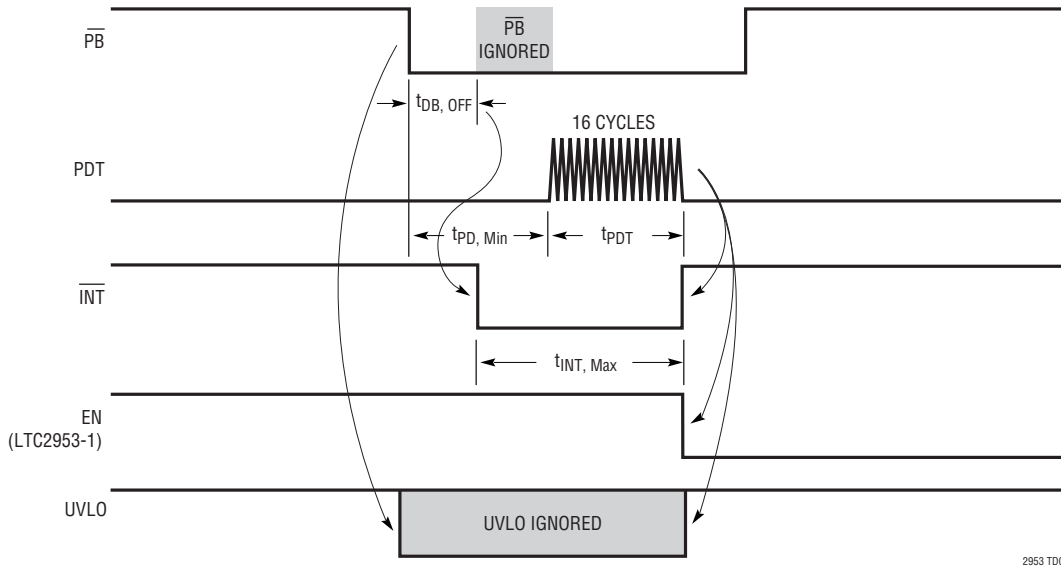 PB
PB
IGNORED
tDB, OFF
16 CYCLES
PDT
tPD, Min
tPDT
INT
tINT, Max
EN
(LTC2953-1)
UVLO
UVLO IGNORED
2953